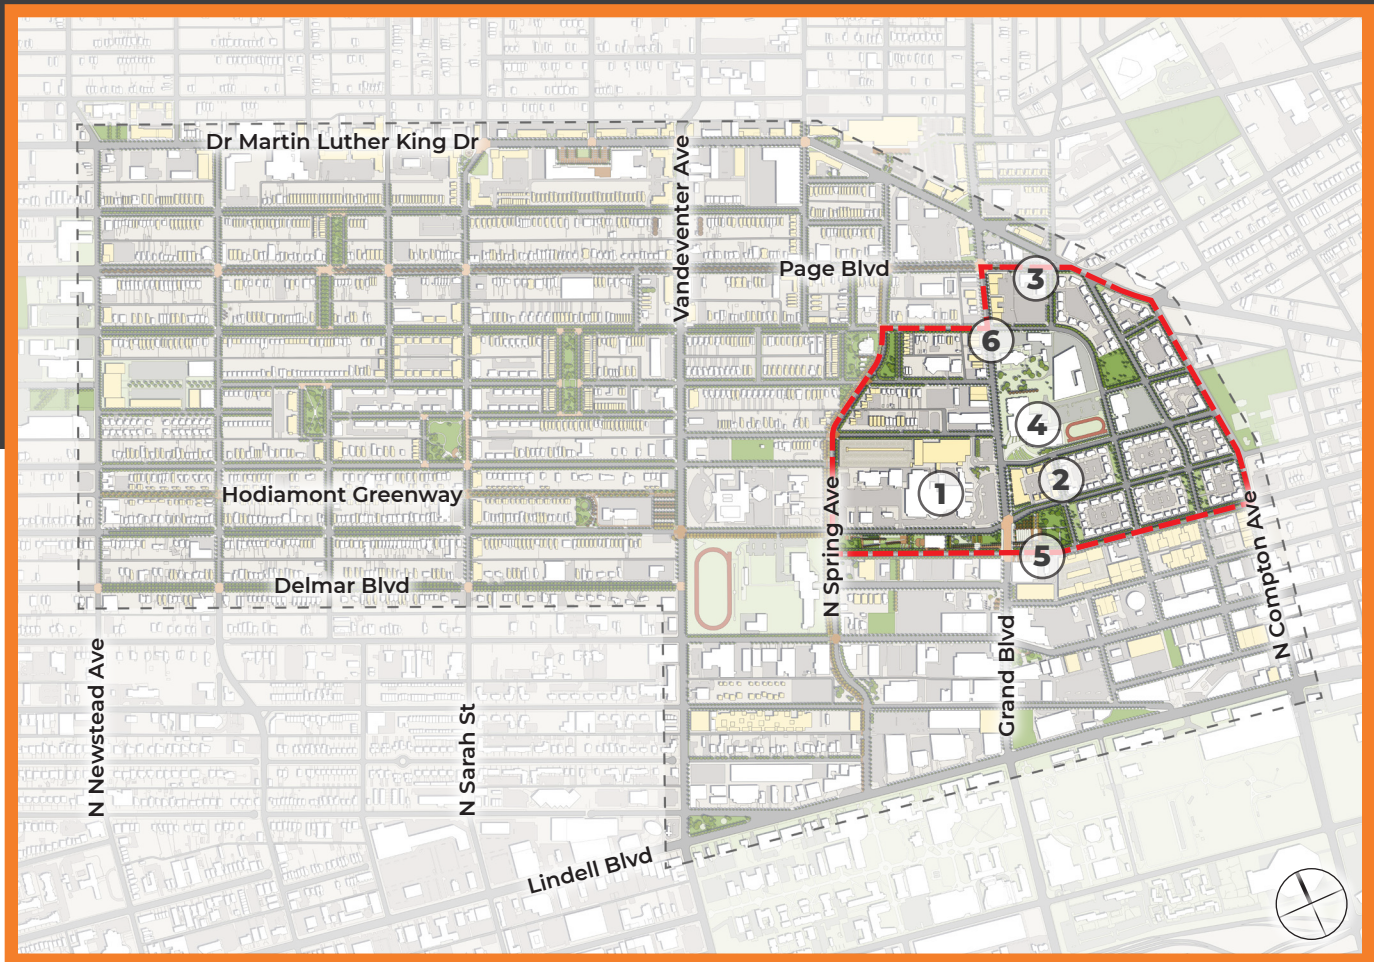 Dr Martin Luther King Dr
Vandeventer Ave
Page Blvd
3
6
4
2
1
Hodiamont Greenway
5
N Spring Ave
Delmar Blvd
N Compton Ave
Grand Blvd
N Newstead Ave
N Sarah St
Lindell Blvd